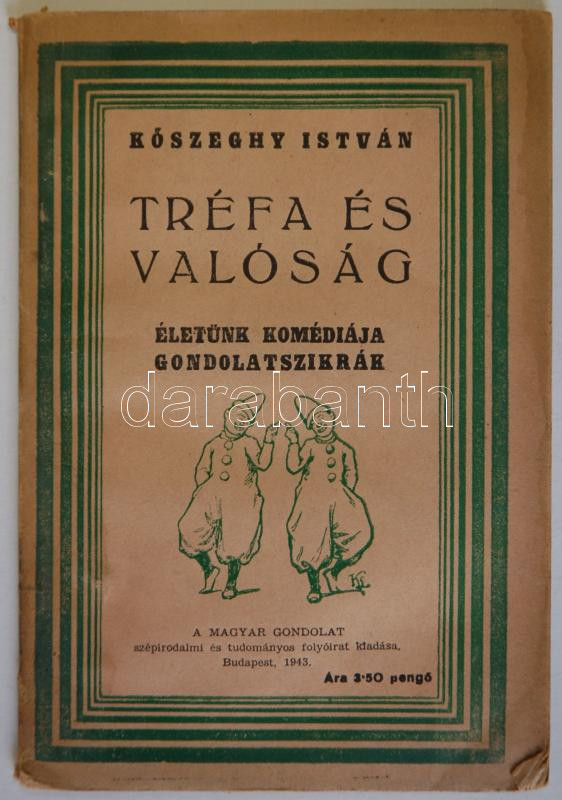 KŐSZEGHY ISTVÁN
TRÉFA ÉS
VALÓSÁG
ÉLETÜNK KOMÉDIÁJA
GONDOLATSZIKRÁK
darabanth
A MAGYAR GONDOLAT
szépirodalmi és tudományos folyóirat kiadása,
Budapest, 1943.
Ára 3·50 pengő